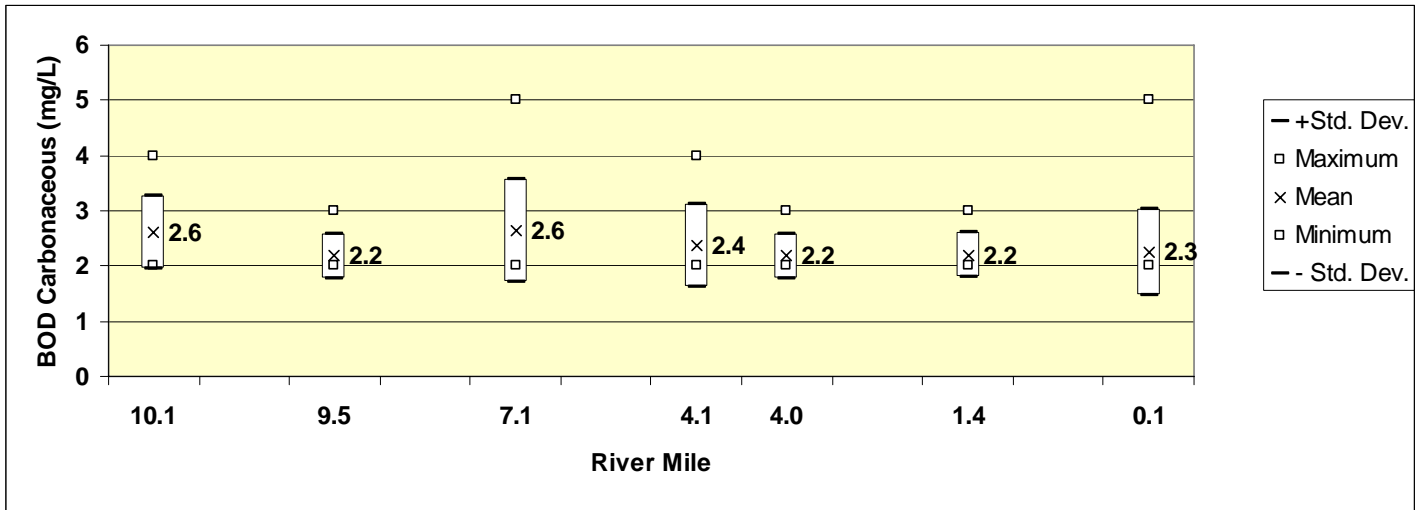 BOD Carbonaceous (mg/L)
6
5
4
3
2
1
0
2.6
2.2
2.6
2.4
2.2
2.2
2.3
10.1 9.5 7.1 4.1 4.0 1.4 0.1
River Mile
+Std. Dev.
Maximum
Mean
Minimum
- Std. Dev.